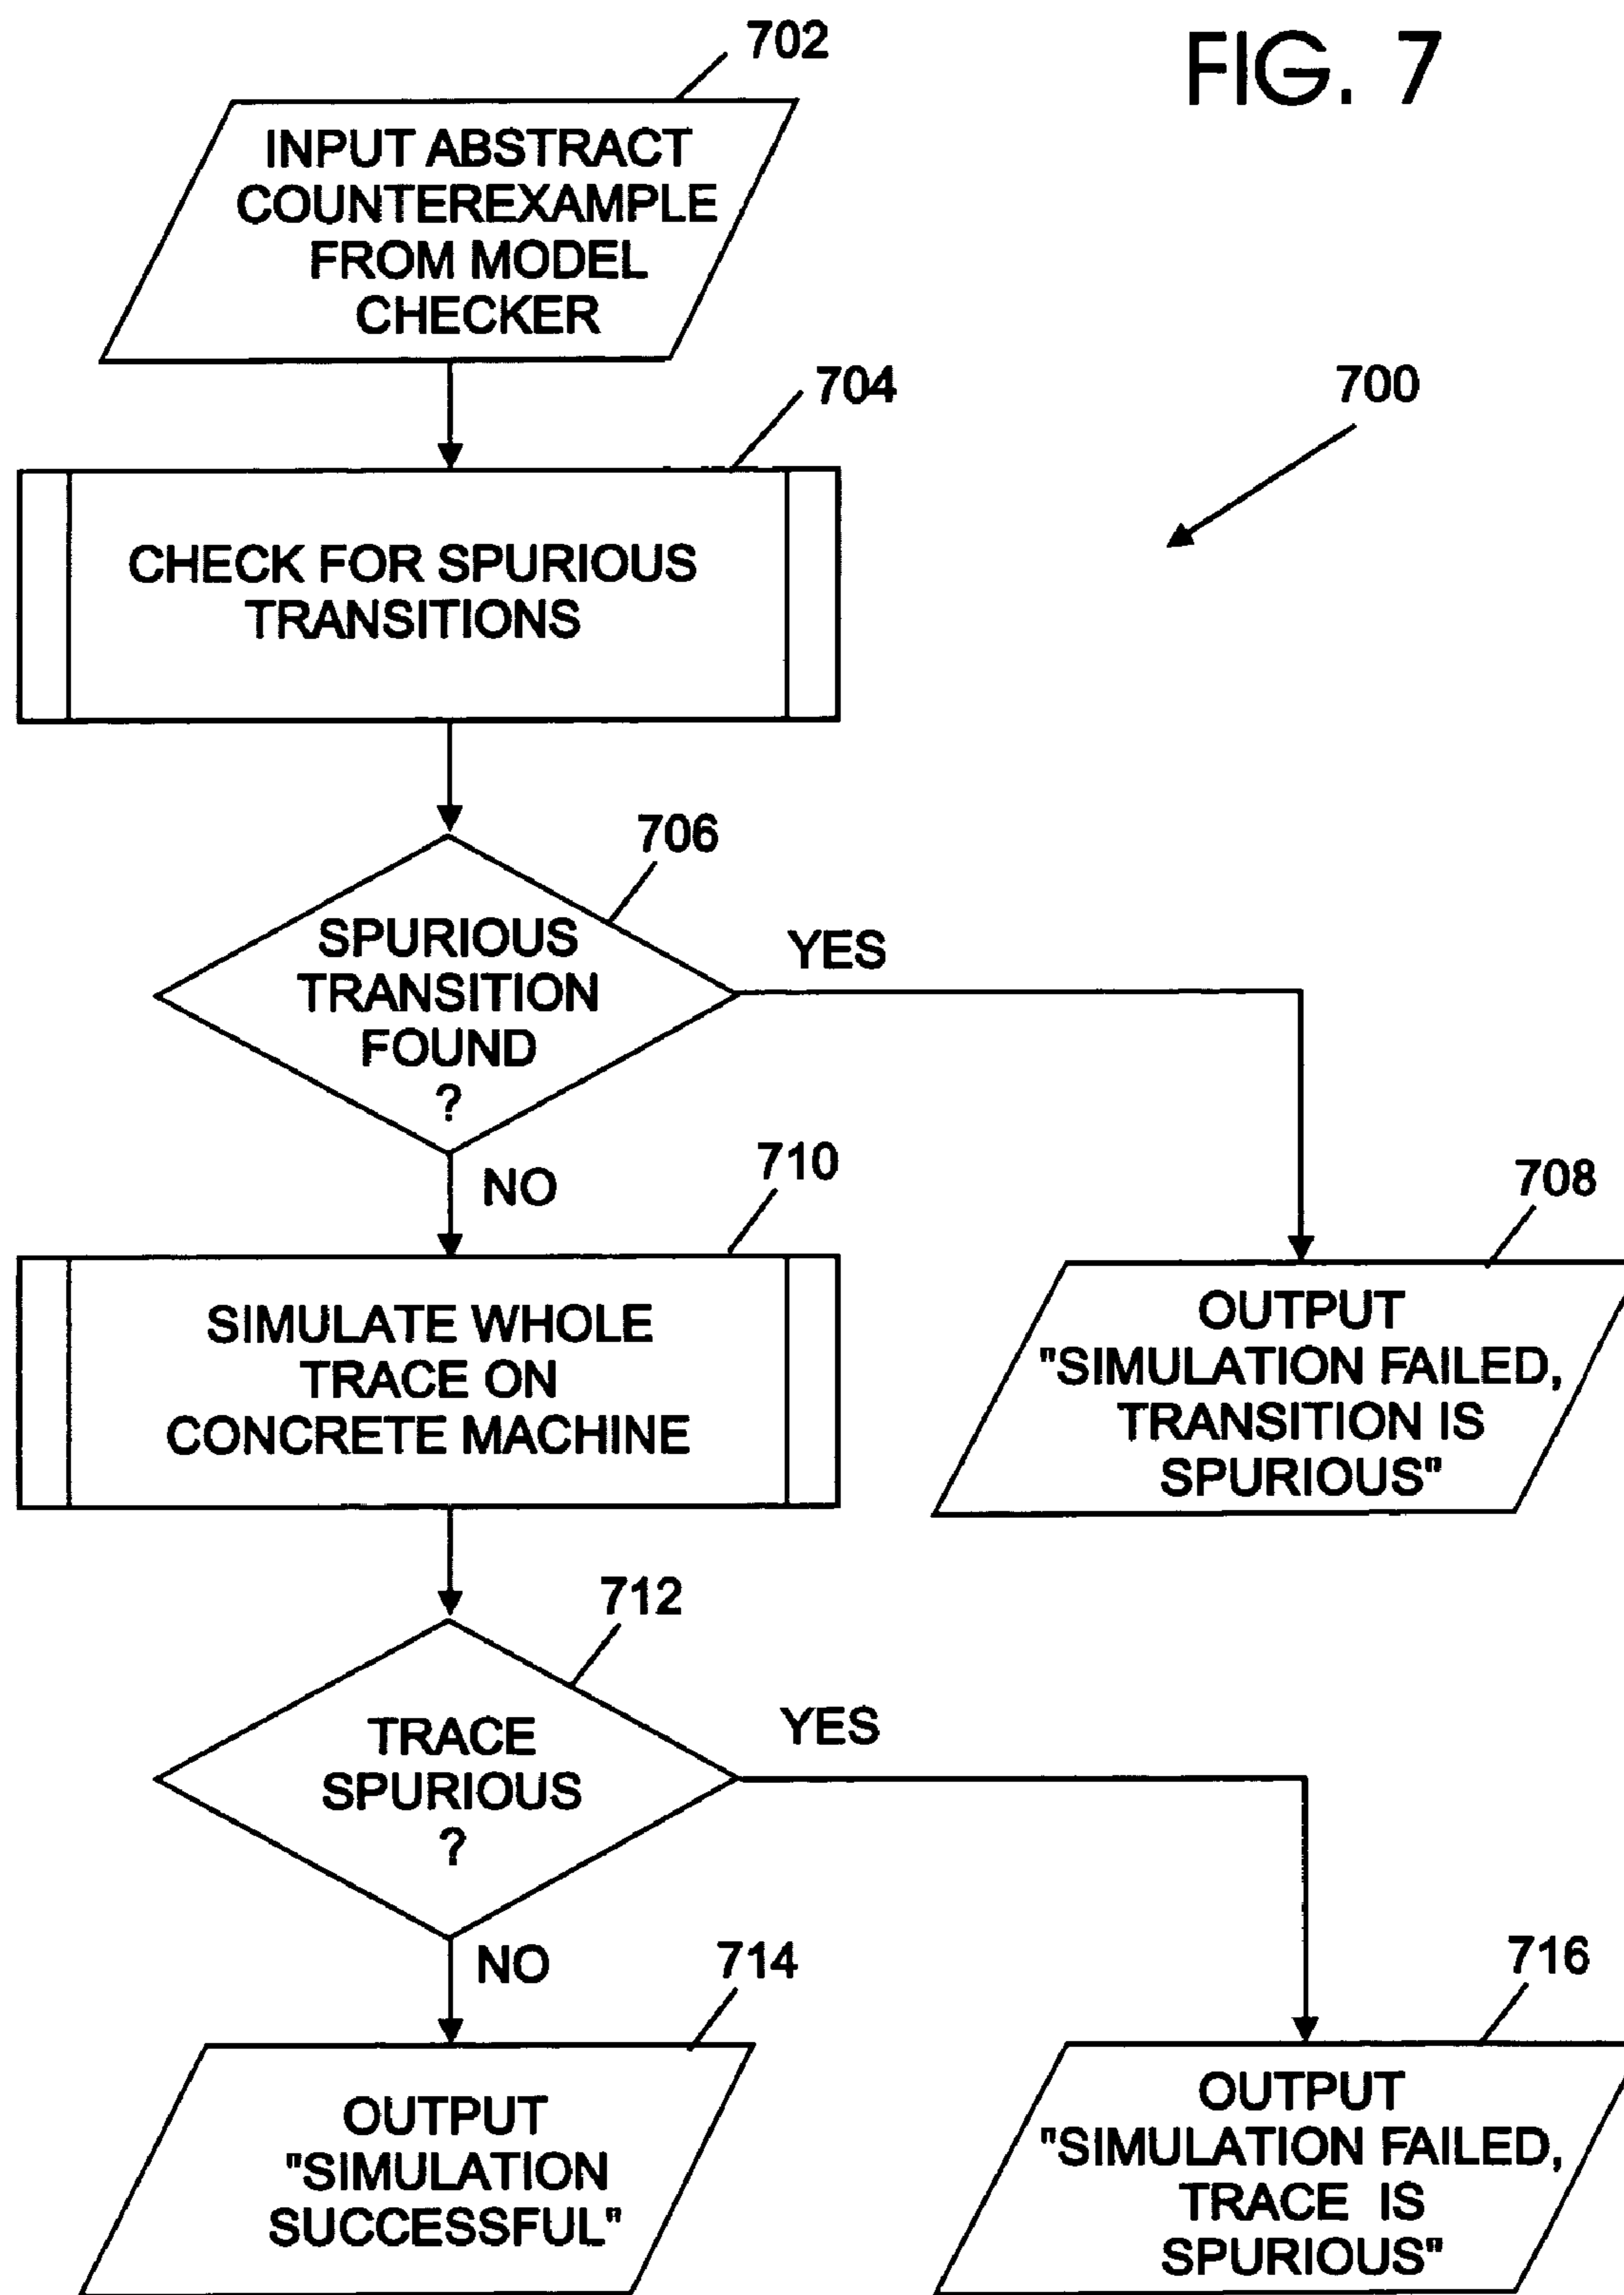 FIG. 7
702
INPUT ABSTRACT
COUNTEREXAMPLE
FROM MODEL
CHECKER
704
700
CHECK FOR SPURIOUS
TRANSITIONS
706
SPURIOUS
TRANSITION
FOUND
?
YES
NO
710
708
SIMULATE WHOLE
TRACE ON
CONCRETE MACHINE
OUTPUT
"SIMULATION FAILED,
TRANSITION IS
SPURIOUS"
712
TRACE
SPURIOUS
?
YES
NO
714
716
OUTPUT
"SIMULATION
SUCCESSFUL"
OUTPUT
"SIMULATION FAILED,
TRACE IS
SPURIOUS"